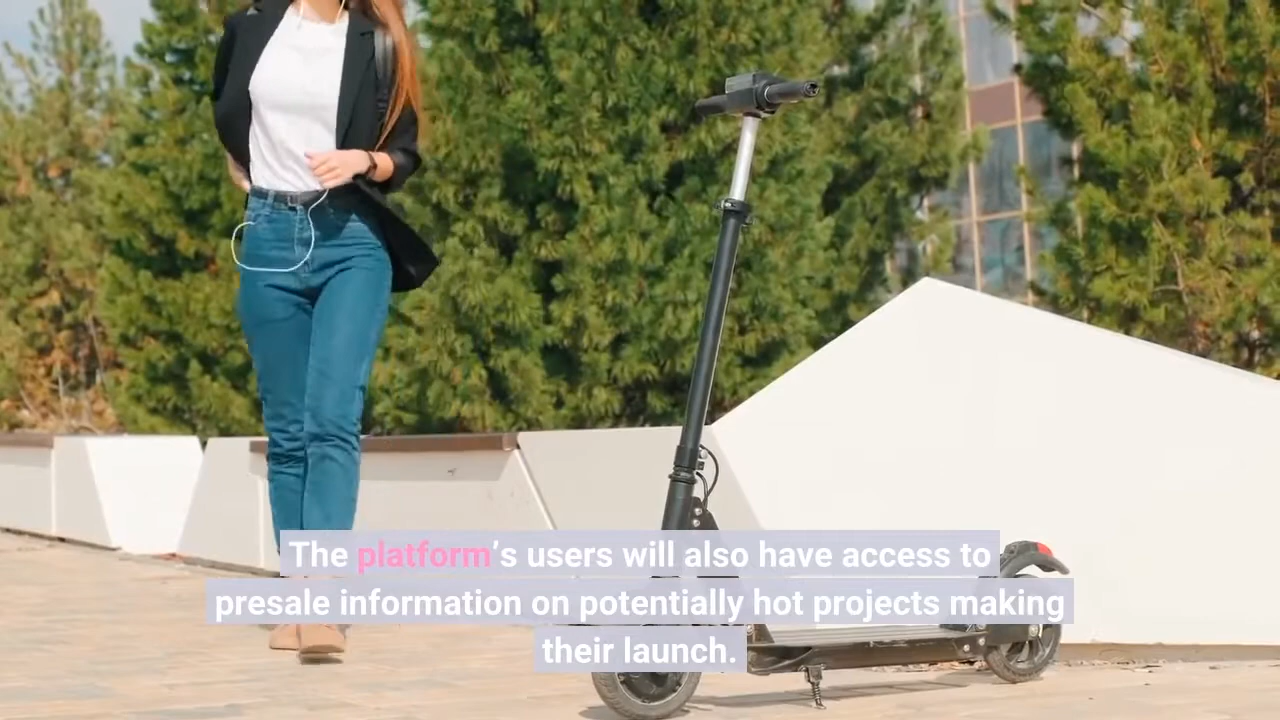 The platform's users will also have access to
presale information on potentially hot projects making
their launch.